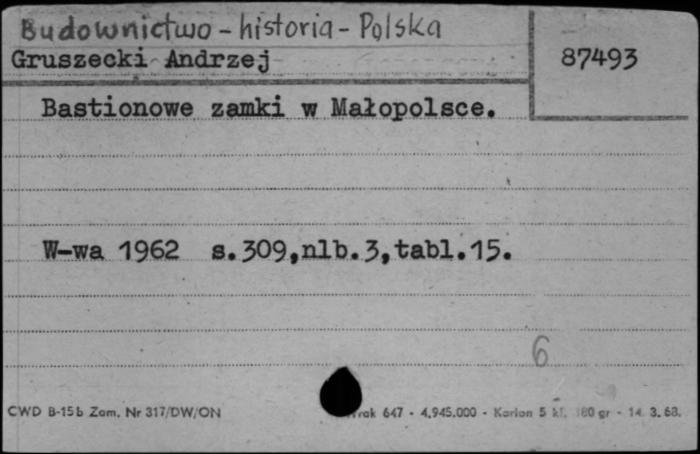 Budownictwo - historia - Polska
Gruszecki Andrzej
87493
Bastionowe zamki w Małopolsce.
W-wa 1962 s.309,nlb.3,tabl.15.
6
CWD B-15b Zam. Nr 317/DW/ON
647 - 4.945.000 - Karton 5 kl. 180 gr - 14. 3. 68.